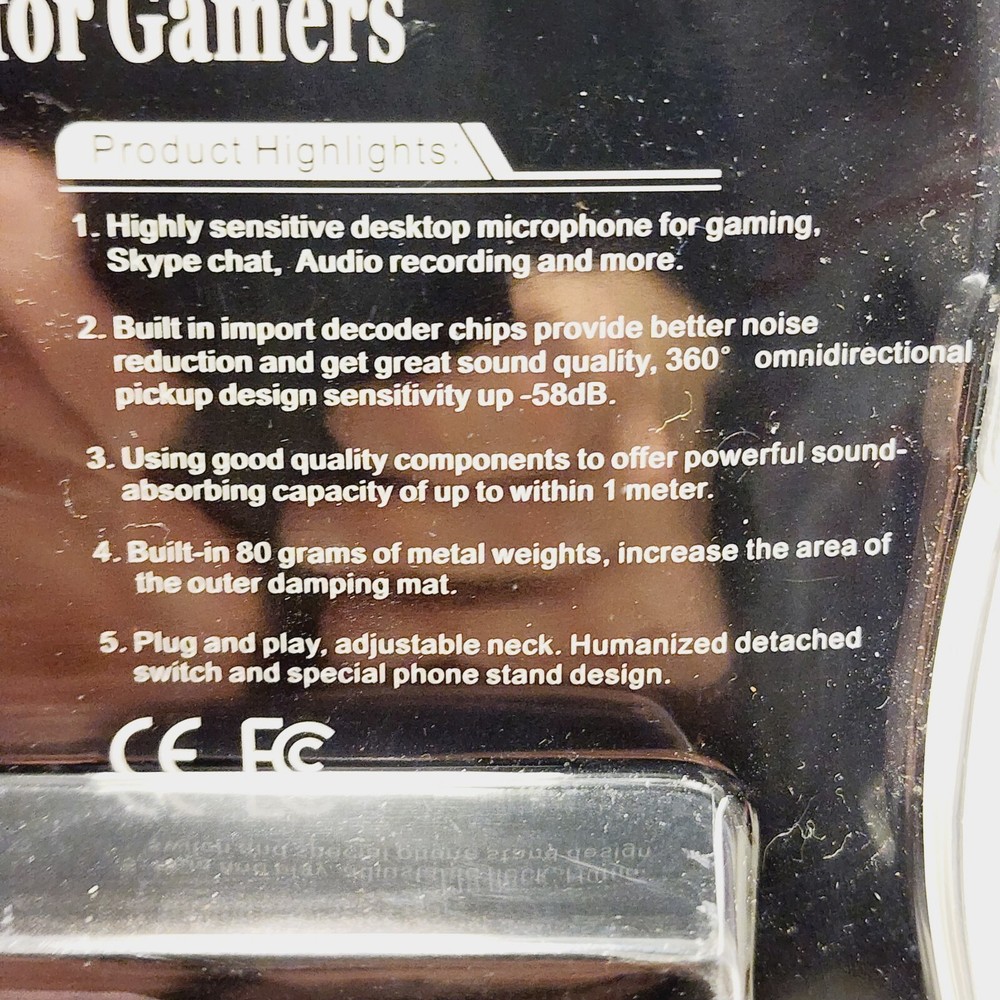 for Gamers
Product Highlights:
1. Highly sensitive desktop microphone for gaming,
Skype chat, Audio recording and more.
2. Built in import decoder chips provide better noise
reduction and get great sound quality, 360° omnidirectional
pickup design sensitivity up -58dB.
3. Using good quality components to offer powerful sound-
absorbing capacity of up to within 1 meter.
4. Built-in 80 grams of metal weights, increase the area of
the outer damping mat.
5. Plug and play, adjustable neck. Humanized detached
switch and special phone stand design.
CE FC